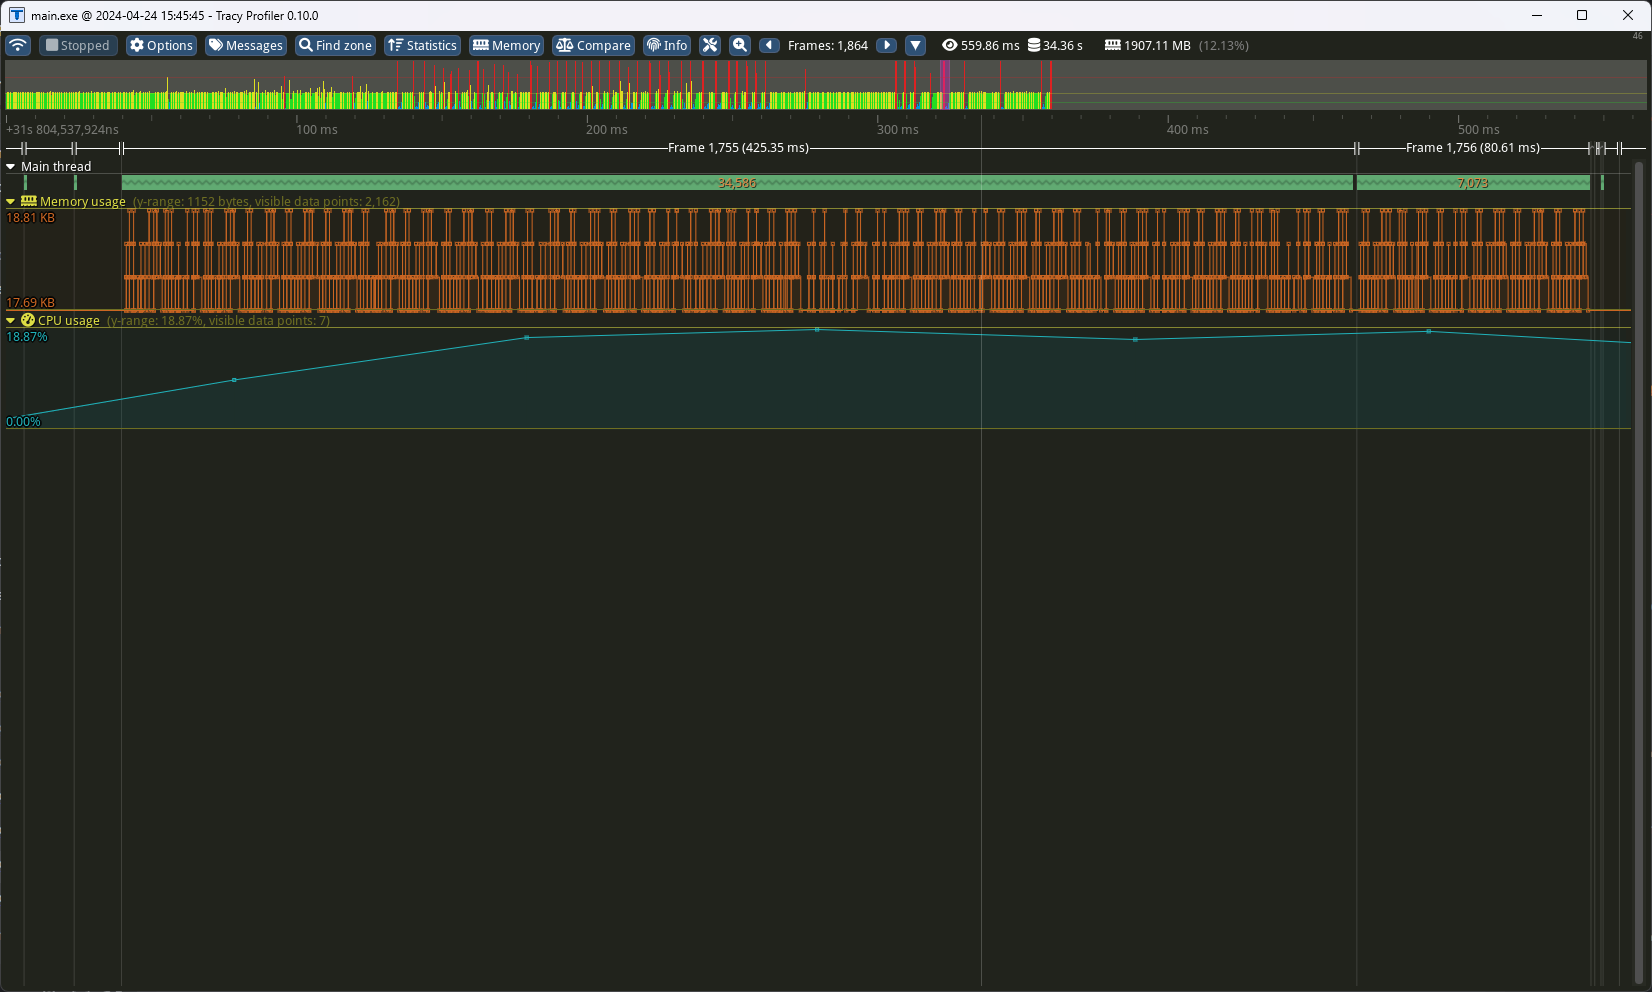 main.exe @ 2024-04-24 15:45:45 - Tracy Profiler 0.10.0
Stopped Options Messages Find zone Statistics Memory Compare Info Frames: 1,864 559.86 ms 34.36 s 1907.11 MB (12.13%) 46
+31s 804,537,924ns 100 ms 200 ms 300 ms 400 ms 500 ms
Frame 1,755 (425.35 ms) Frame 1,756 (80.61 ms)
Main thread
34,586 7,073
Memory usage (y-range: 1152 bytes, visible data points: 2,162)
18.81 KB
17.69 KB
CPU usage (y-range: 18.87%, visible data points: 7)
18.87%
0.00%